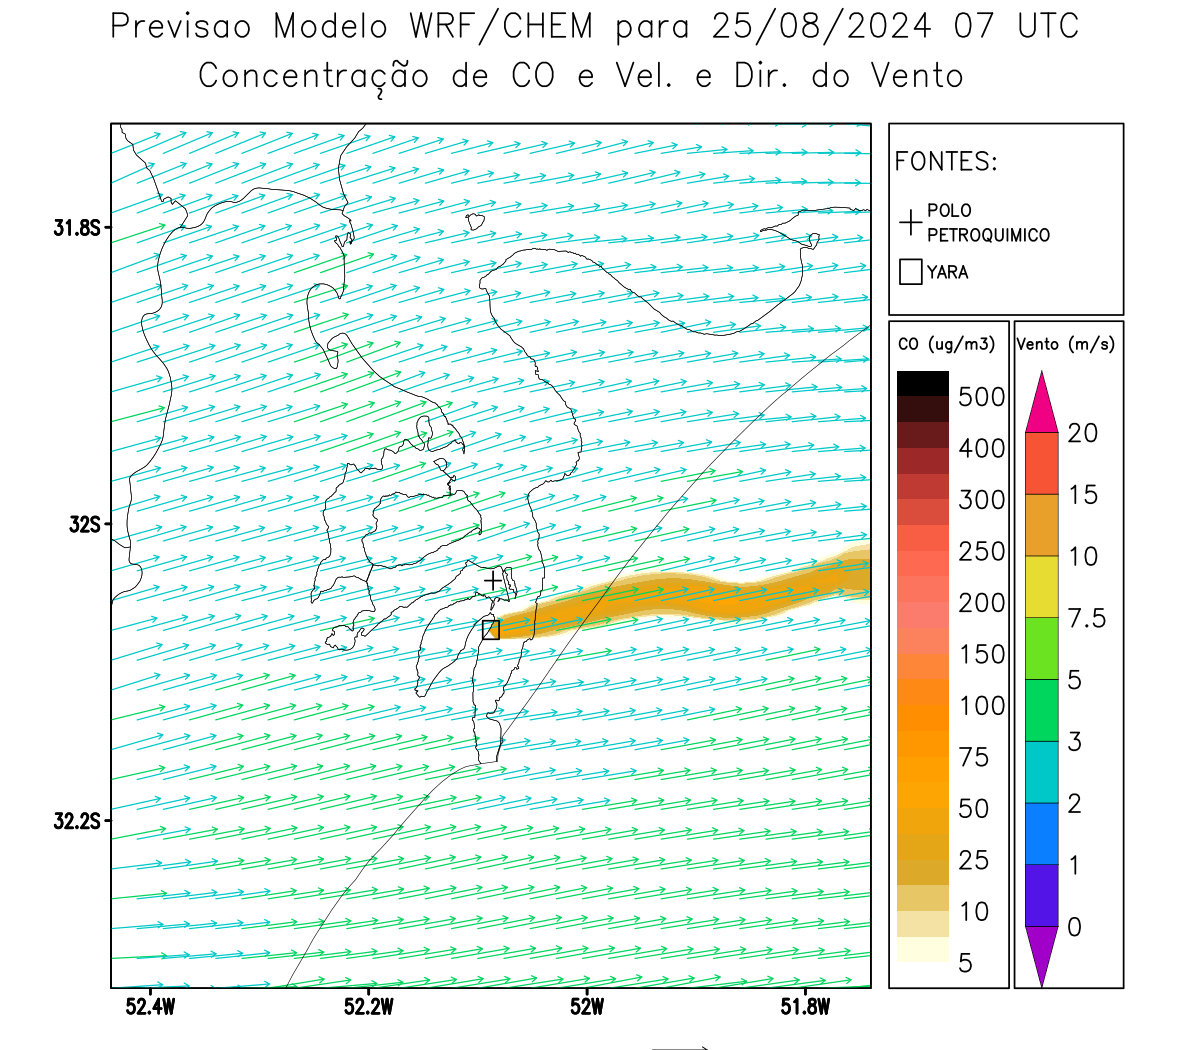 Previsao Modelo WRF/CHEM para 25/08/2024 07 UTC
Concentração de CO e Vel. e Dir. do Vento
FONTES:
POLO
PETROQUIMICO
YARA
31.8S
32S
32.2S
52.4W
52.2W
52W
51.8W
CO (ug/m3)
500
400
300
250
200
150
100
75
50
25
10
5
Vento (m/s)
20
15
10
7.5
5
3
2
1
0